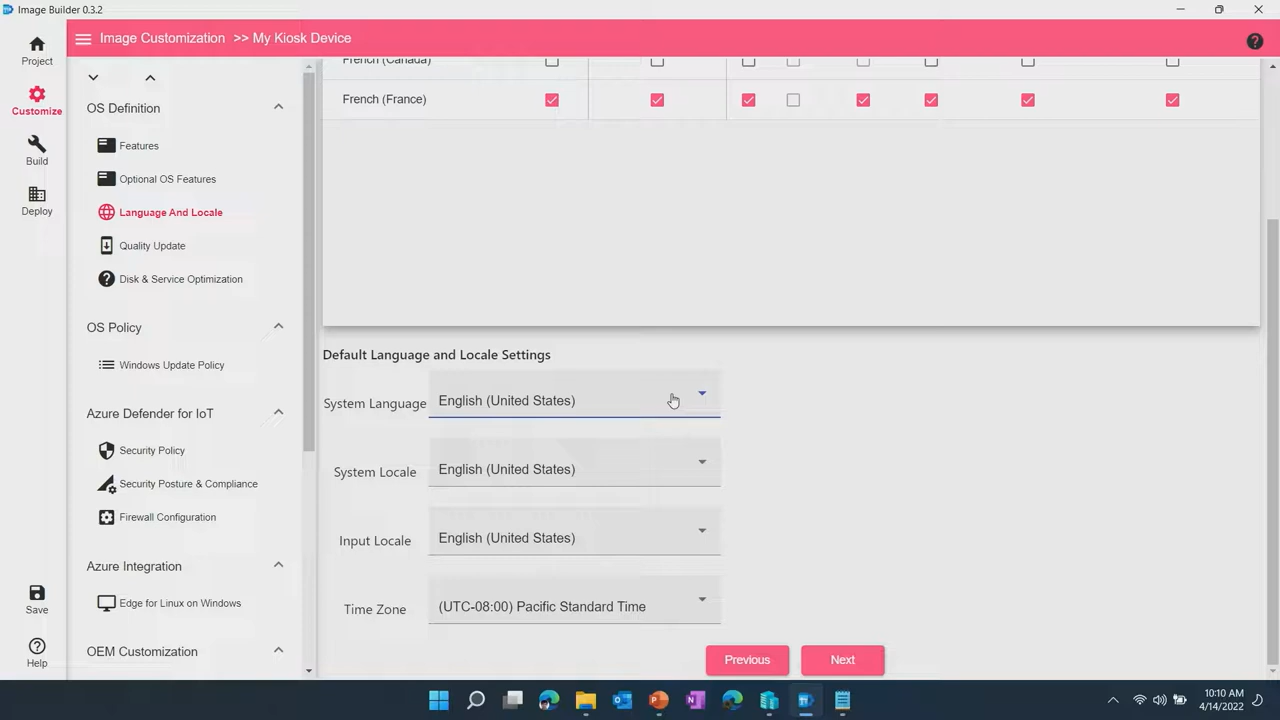 Image Builder 0.3.2
Image Customization >> My Kiosk Device
Project
Customize
Build
Deploy
Save
Help
OS Definition
Features
Optional OS Features
Language And Locale
Quality Update
Disk & Service Optimization
OS Policy
Windows Update Policy
Azure Defender for IoT
Security Policy
Security Posture & Compliance
Firewall Configuration
Azure Integration
Edge for Linux on Windows
OEM Customization
French (Canada)
French (France)
Default Language and Locale Settings
System Language English (United States)
System Locale English (United States)
Input Locale English (United States)
Time Zone (UTC-08:00) Pacific Standard Time
Previous Next
10:10 AM
4/14/2022